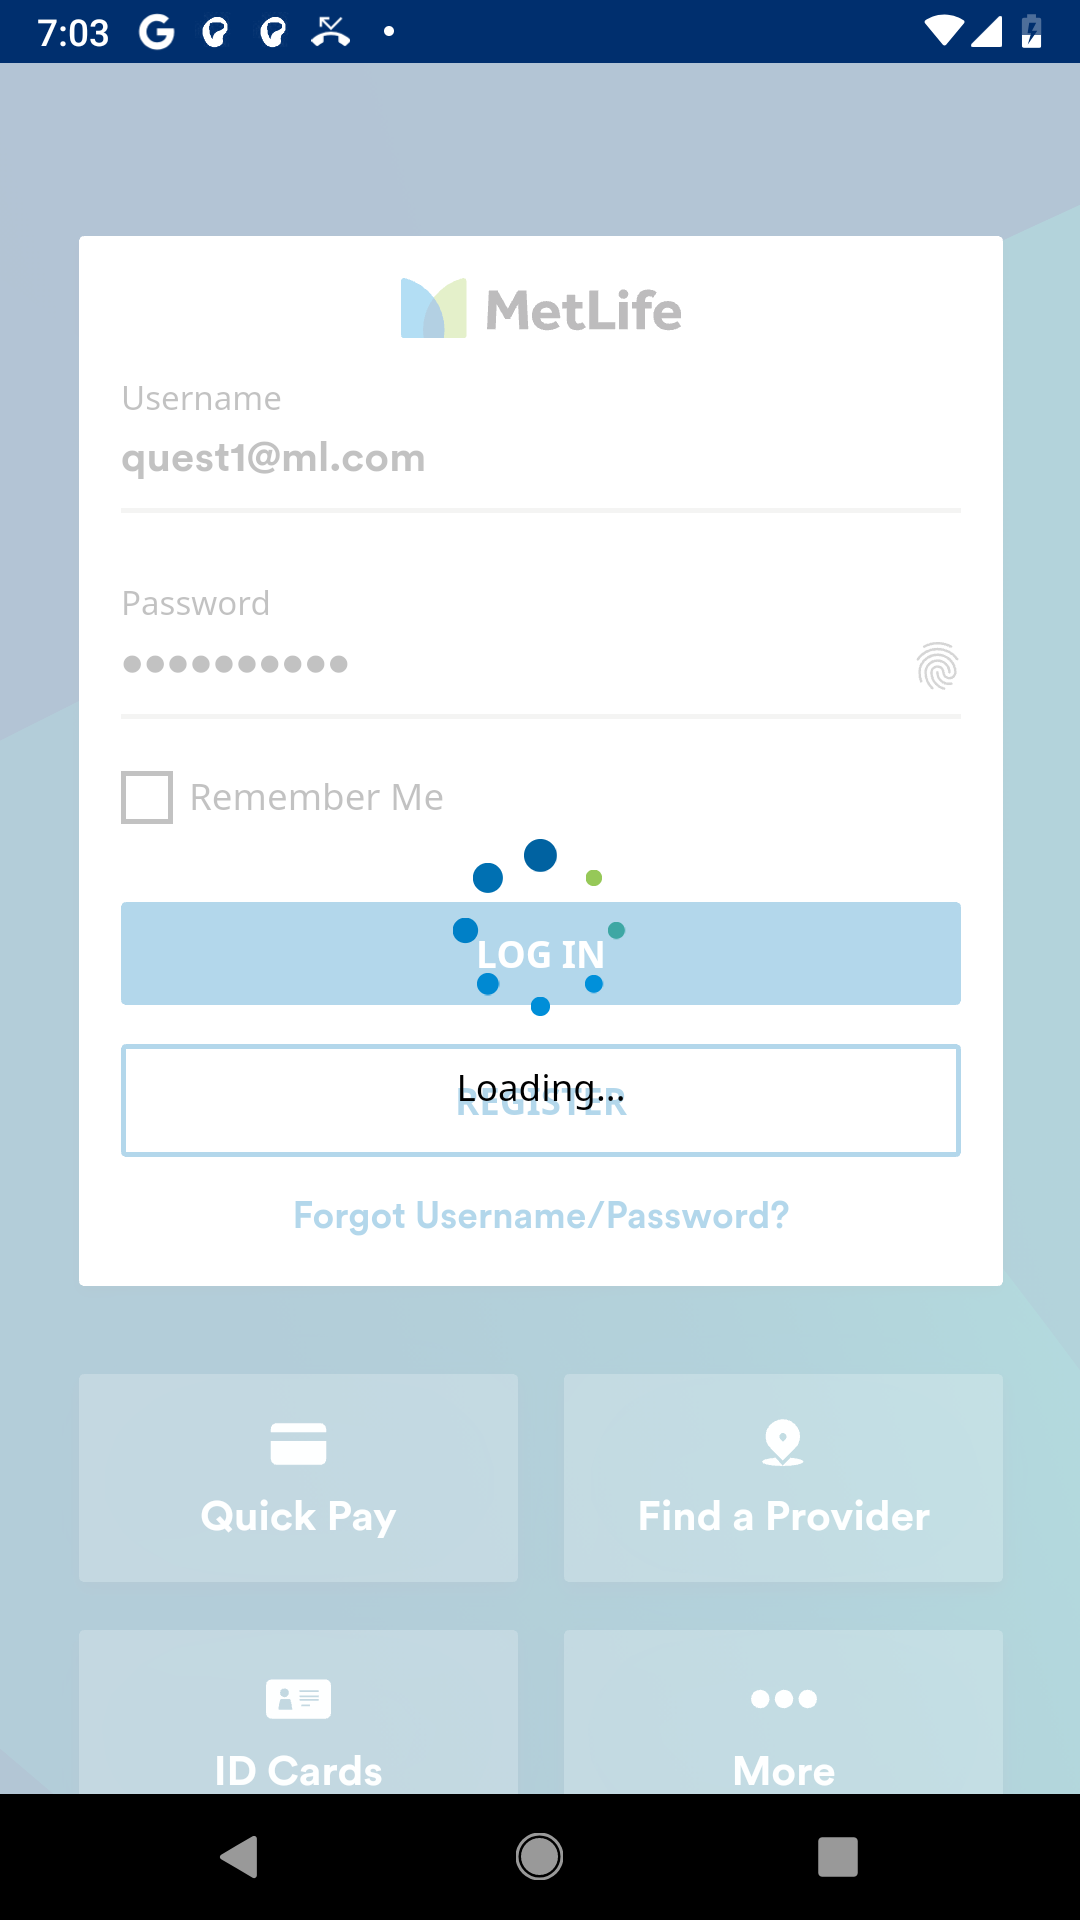 7:03
MetLife
Username
quest1@ml.com
Password
••••••••••
Remember Me
LOG IN
Loading...
REGISTER
Forgot Username/Password?
Quick Pay
Find a Provider
ID Cards
More